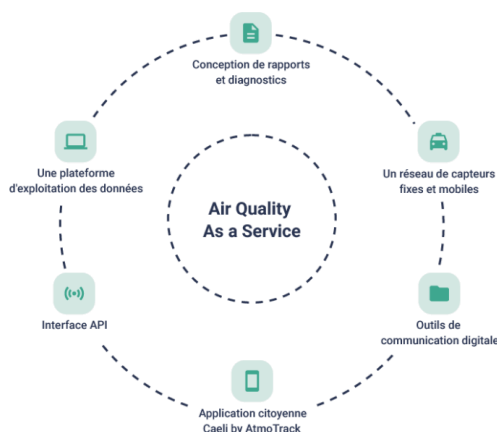 Conception de rapports
et diagnostics
Une plateforme
d'exploitation des données
Un réseau de capteurs
fixes et mobiles
Air Quality
As a Service
Interface API
Outils de
communication digitale
Application citoyenne
Caeli by AtmoTrack